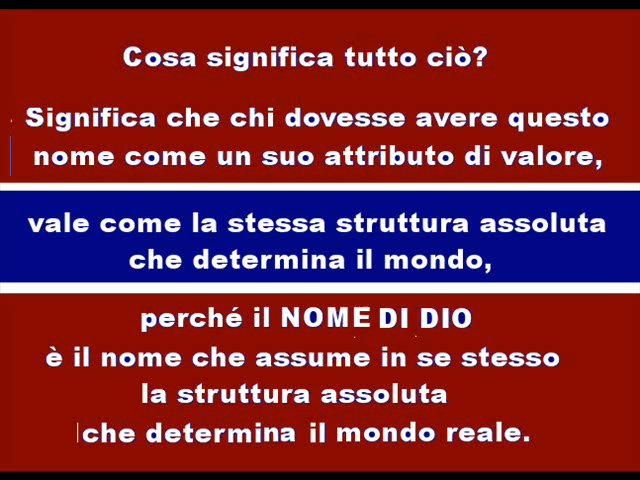 Cosa significa tutto ciò?
Significa che chi dovesse avere questo
nome come un suo attributo di valore,
vale come la stessa struttura assoluta
che determina il mondo,
perché il NOME DI DIO
è il nome che assume in se stesso
la struttura assoluta
che determina il mondo reale.